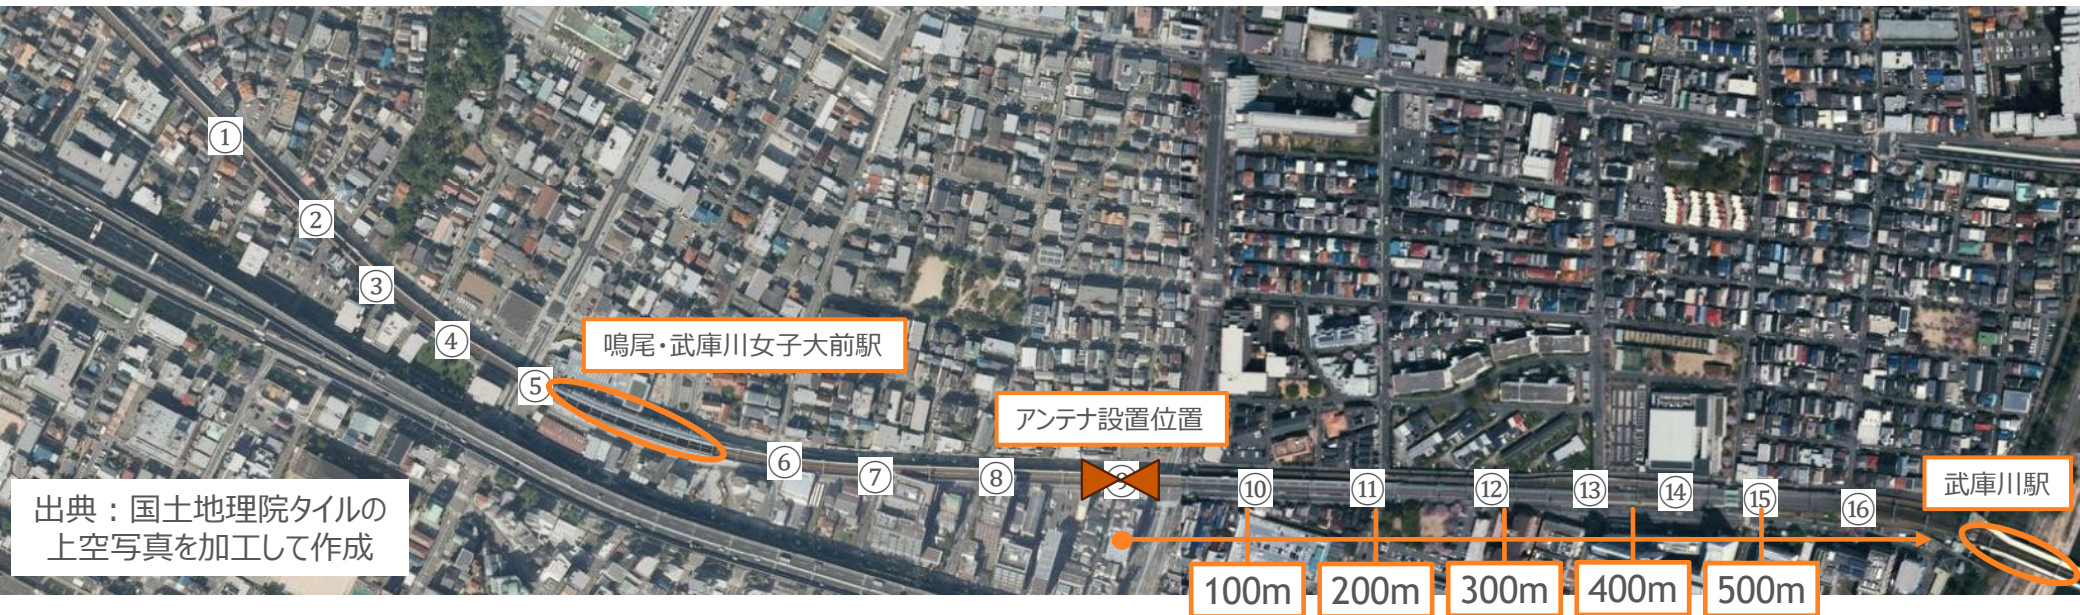 ①
②
③
④
⑤
鳴尾・武庫川女子大前駅
アンテナ設置位置
⑥
⑦
⑧
⑨
⑩
⑪
⑫
⑬
⑭
⑮
⑯
武庫川駅
出典：国土地理院タイルの
上空写真を加工して作成
100m
200m
300m
400m
500m